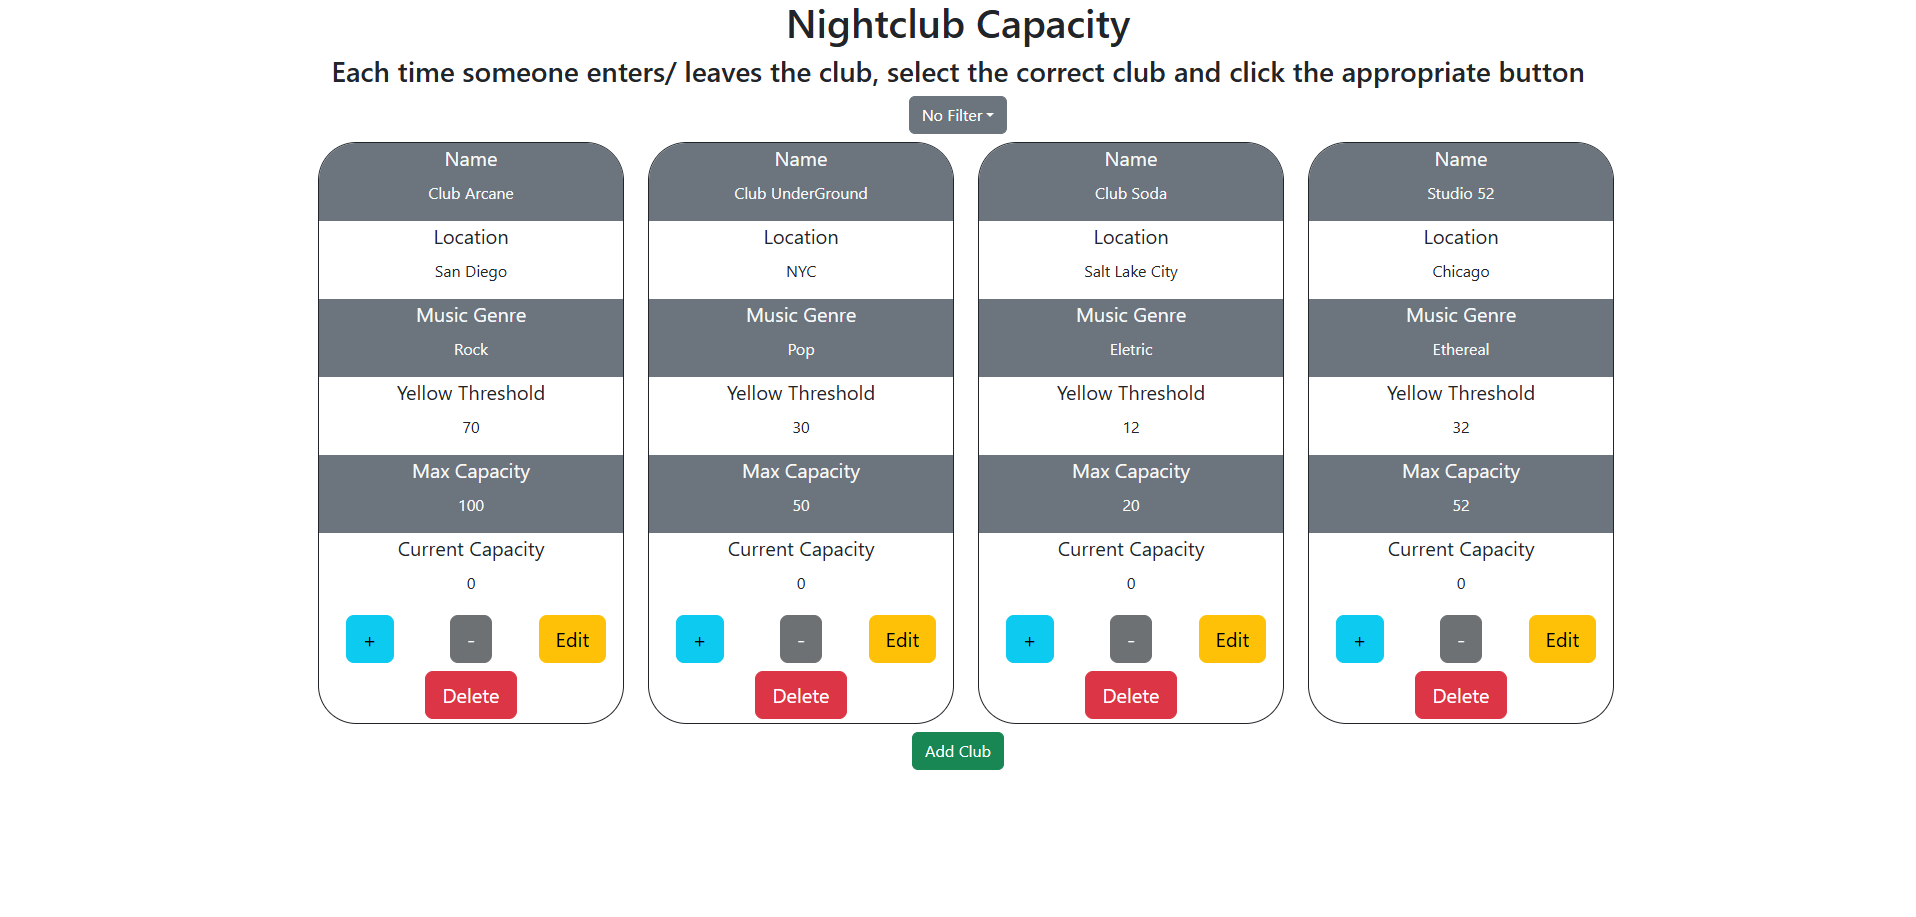 Nightclub Capacity
Each time someone enters/ leaves the club, select the correct club and click the appropriate button
No Filter
Name
Club Arcane
Location
San Diego
Music Genre
Rock
Yellow Threshold
70
Max Capacity
100
Current Capacity
0
+ - Edit
Delete
Name
Club UnderGround
Location
NYC
Music Genre
Pop
Yellow Threshold
30
Max Capacity
50
Current Capacity
0
+ - Edit
Delete
Name
Club Soda
Location
Salt Lake City
Music Genre
Eletric
Yellow Threshold
12
Max Capacity
20
Current Capacity
0
+ - Edit
Delete
Name
Studio 52
Location
Chicago
Music Genre
Ethereal
Yellow Threshold
32
Max Capacity
52
Current Capacity
0
+ - Edit
Delete
Add Club